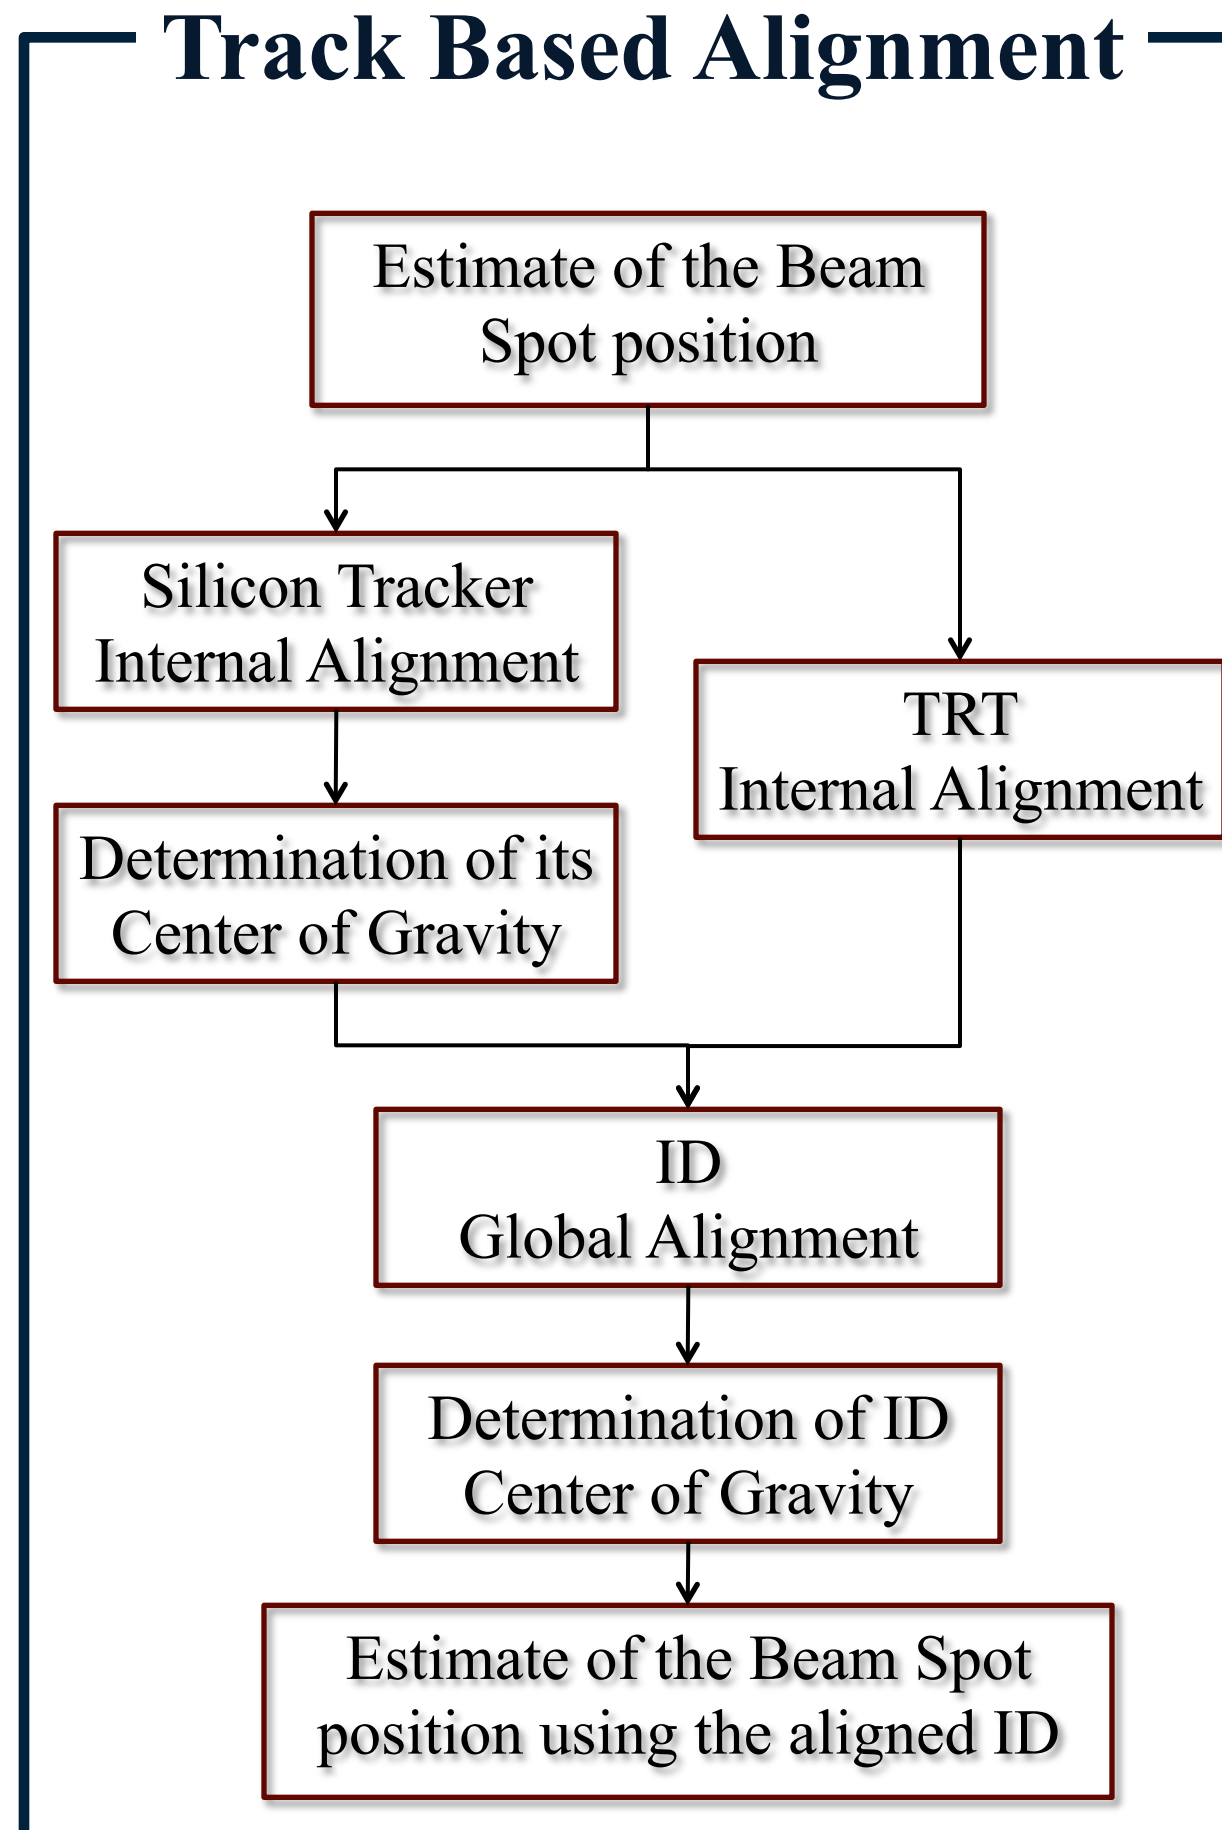 Track Based Alignment
Estimate of the Beam
Spot position
Silicon Tracker
Internal Alignment
TRT
Internal Alignment
Determination of its
Center of Gravity
ID
Global Alignment
Determination of ID
Center of Gravity
Estimate of the Beam Spot
position using the aligned ID